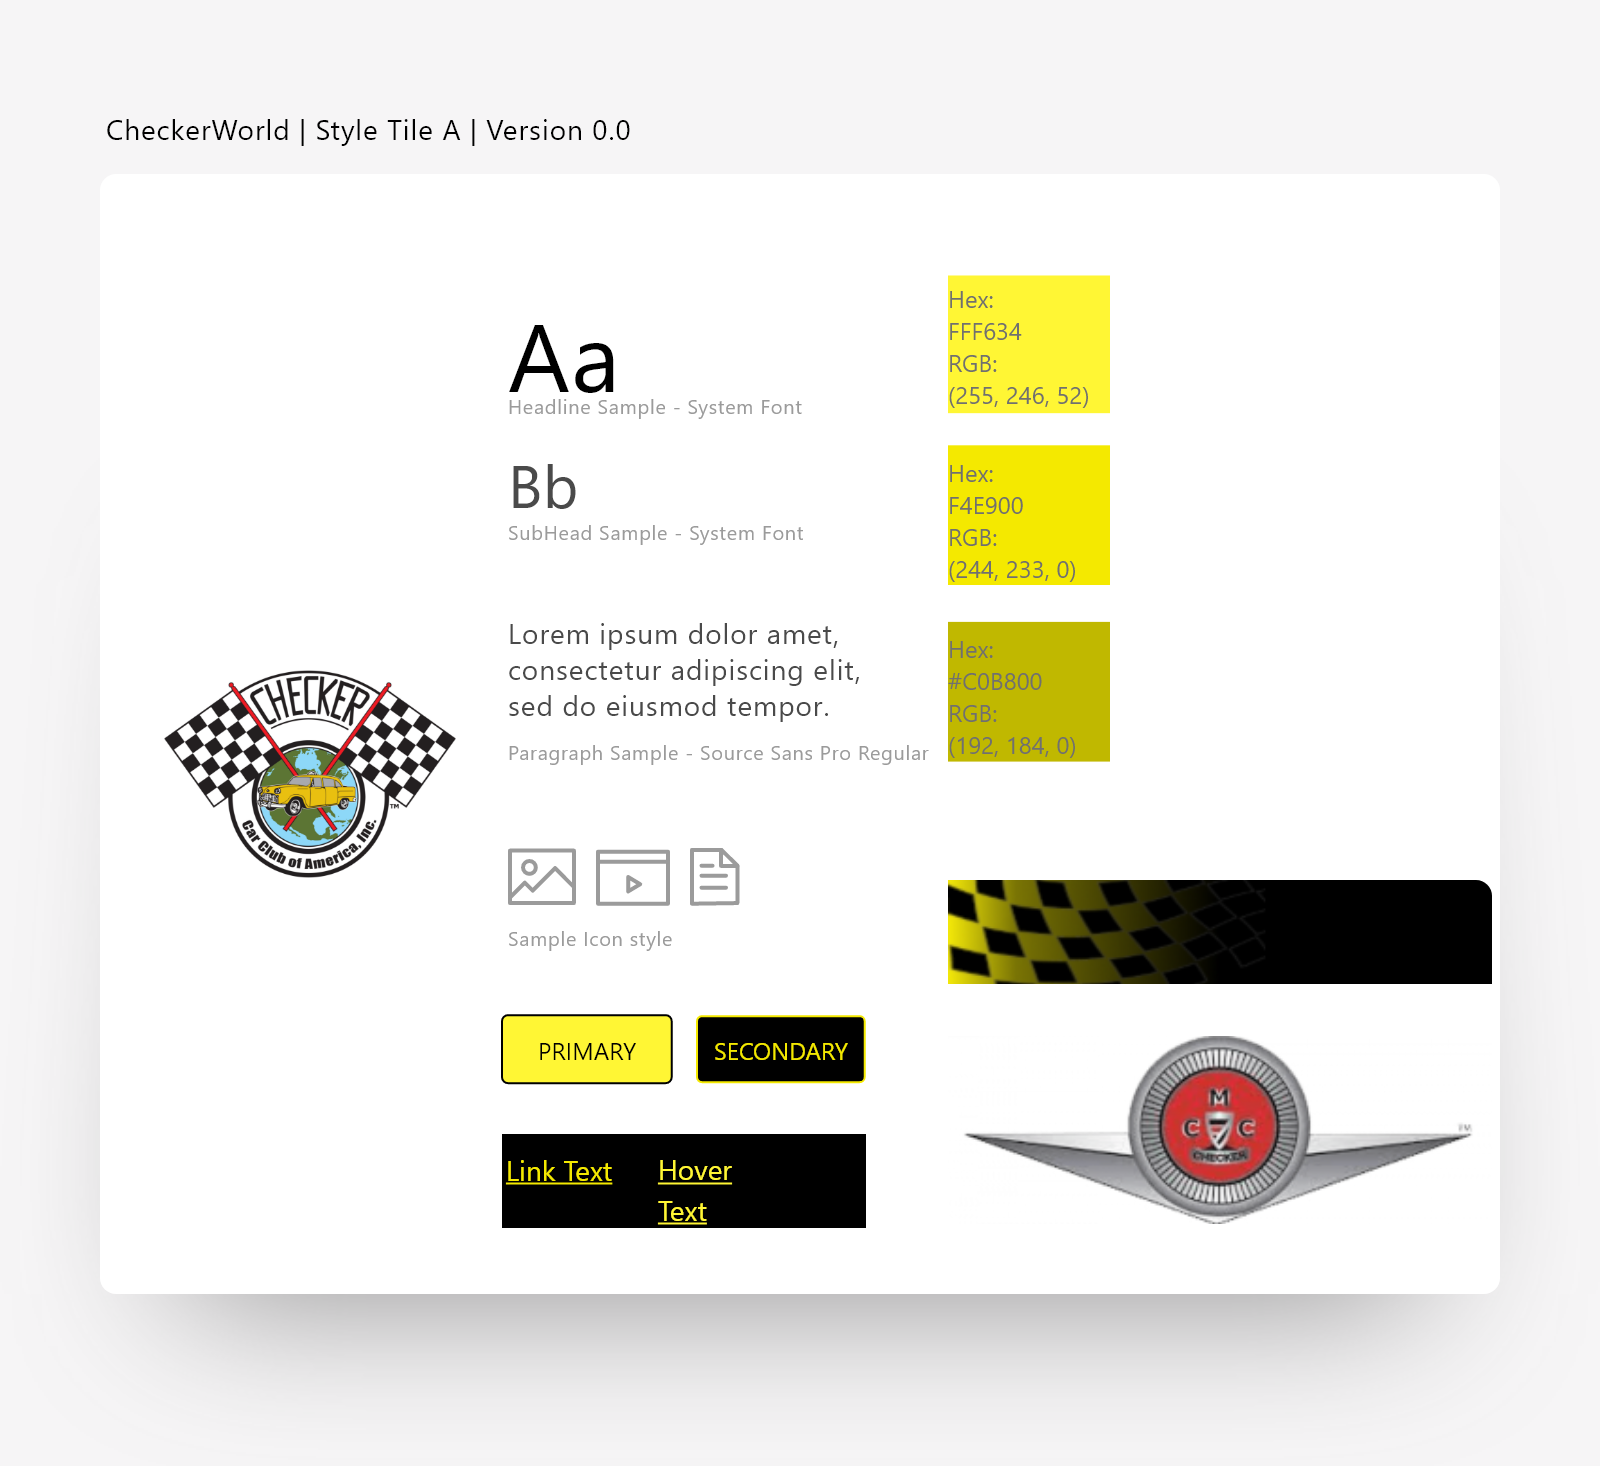 CheckerWorld | Style Tile A | Version 0.0
CHECKER
TM
Car Club of America, Inc.
Aa
Headline Sample - System Font
Bb
SubHead Sample - System Font
Lorem ipsum dolor amet,
consectetur adipiscing elit,
sed do eiusmod tempor.
Paragraph Sample - Source Sans Pro Regular
Sample Icon style
PRIMARY
SECONDARY
Link Text
Hover
Text
Hex:
FFF634
RGB:
(255, 246, 52)
Hex:
F4E900
RGB:
(244, 233, 0)
Hex:
#C0B800
RGB:
(192, 184, 0)
M
C C
CHECKER
TM